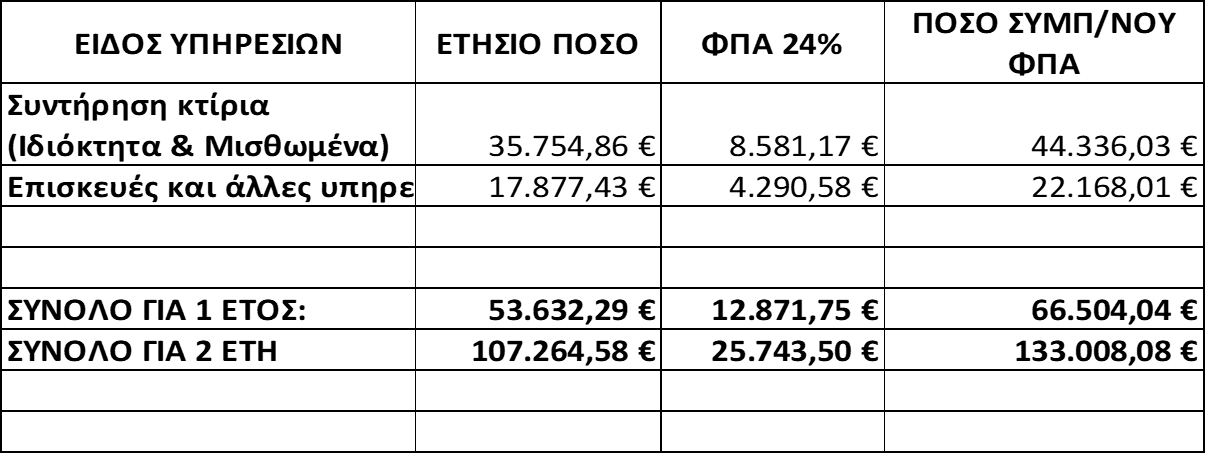 ΕΙΔΟΣ ΥΠΗΡΕΣΙΩΝ ΕΤΗΣΙΟ ΠΟΣΟ ΦΠΑ 24% ΠΟΣΟ ΣΥΜΠ/ΝΟΥ ΦΠΑ
Συντήρηση κτίρια
(Ιδιόκτητα & Μισθωμένα) 35.754,86 € 8.581,17 € 44.336,03 €
Επισκευές και άλλες υπηρε 17.877,43 € 4.290,58 € 22.168,01 €
ΣΥΝΟΛΟ ΓΙΑ 1 ΕΤΟΣ: 53.632,29 € 12.871,75 € 66.504,04 €
ΣΥΝΟΛΟ ΓΙΑ 2 ΕΤΗ 107.264,58 € 25.743,50 € 133.008,08 €